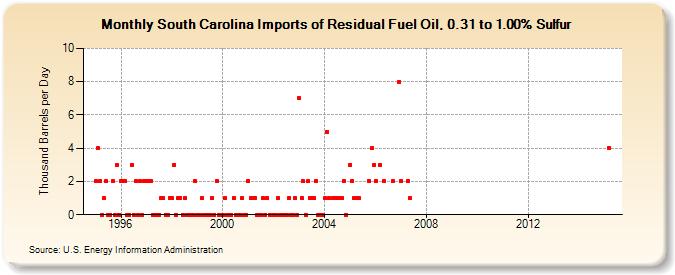 Monthly South Carolina Imports of Residual Fuel Oil, 0.31 to 1.00% Sulfur
Thousand Barrels per Day
10
8
6
4
2
0
1996 2000 2004 2008 2012
Source: U.S. Energy Information Administration